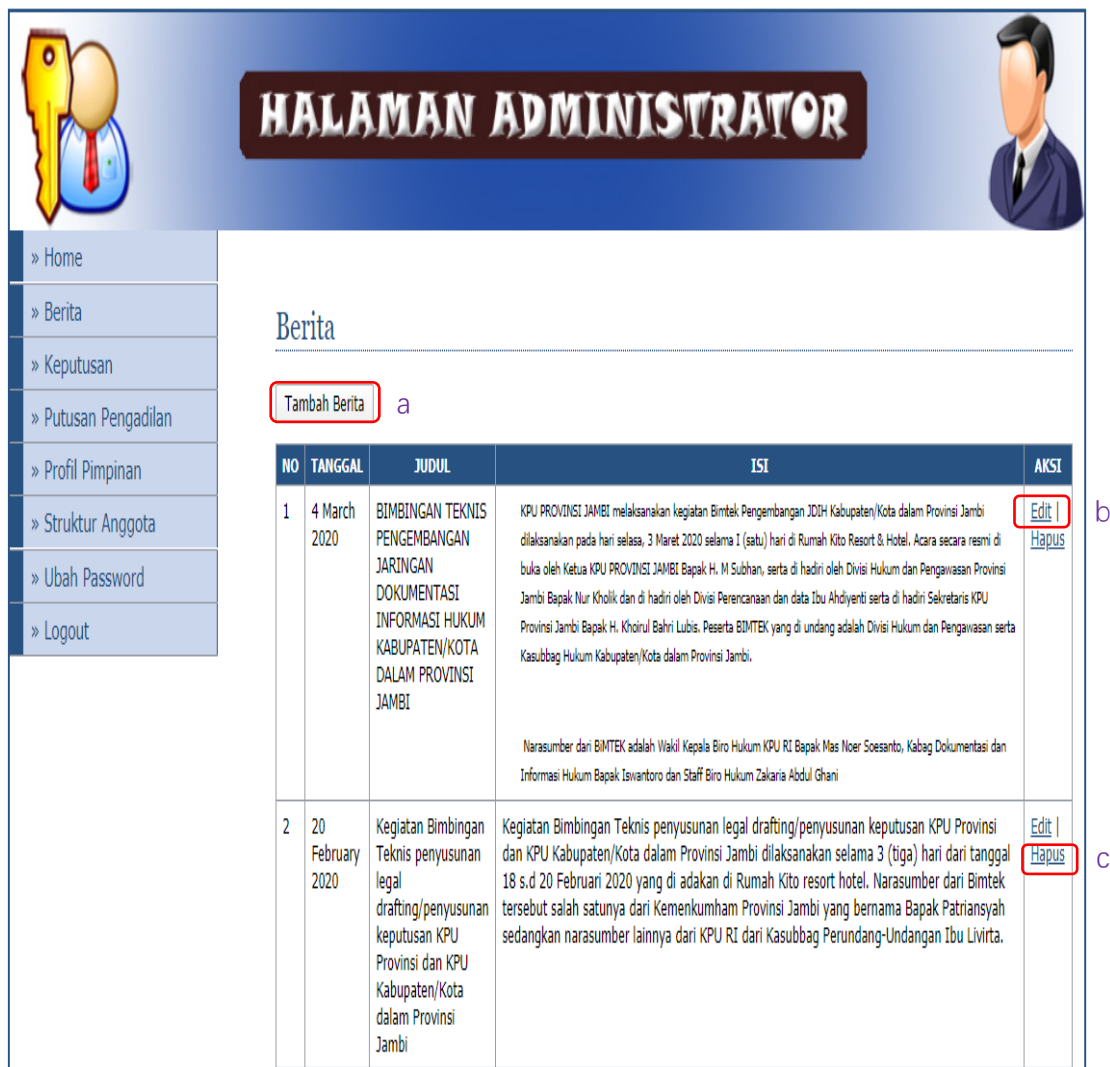 HALAMAN ADMINISTRATOR
» Home
» Berita
» Keputusan
» Putusan Pengadilan
» Profil Pimpinan
» Struktur Anggota
» Ubah Password
» Logout
Berita
Tambah Berita
a
NO TANGGAL JUDUL ISI AKSI
1
4 March
2020
BIMBINGAN TEKNIS
PENGEMBANGAN
JARINGAN
DOKUMENTASI
INFORMASI HUKUM
KABUPATEN/KOTA
DALAM PROVINSI
JAMBI
KPU PROVINSI JAMBI melaksanakan kegiatan Bimtek Pengembangan JDIH Kabupaten/Kota dalam Provinsi Jambi
dilaksanakan pada hari selasa, 3 Maret 2020 selama I (satu) hari di Rumah Kito Resort & Hotel. Acara secara resmi di
buka oleh Ketua KPU PROVINSI JAMBI Bapak H. M Subhan, serta di hadiri oleh Divisi Hukum dan Pengawasan Provinsi
Jambi Bapak Nur Kholik dan di hadiri oleh Divisi Perencanaan dan data Ibu Ahdiyenti serta di hadiri Sekretaris KPU
Provinsi Jambi Bapak H. Khoirul Bahri Lubis. Peserta BIMTEK yang di undang adalah Divisi Hukum dan Pengawasan serta
Kasubbag Hukum Kabupaten/Kota dalam Provinsi Jambi.
Narasumber dari BiMTEK adalah Wakil Kepala Biro Hukum KPU RI Bapak Mas Noer Soesanto, Kabag Dokumentasi dan
Informasi Hukum Bapak Iswantoro dan Staff Biro Hukum Zakaria Abdul Ghani
Edit |
Hapus
b
2
20
February
2020
Kegiatan Bimbingan
Teknis penyusunan
legal
drafting/penyusunan
keputusan KPU
Provinsi dan KPU
Kabupaten/Kota
dalam Provinsi
Jambi
Kegiatan Bimbingan Teknis penyusunan legal drafting/penyusunan keputusan KPU Provinsi
dan KPU Kabupaten/Kota dalam Provinsi Jambi dilaksanakan selama 3 (tiga) hari dari tanggal
18 s.d 20 Februari 2020 yang di adakan di Rumah Kito resort hotel. Narasumber dari Bimtek
tersebut salah satunya dari Kemenkumham Provinsi Jambi yang bernama Bapak Patriansyah
sedangkan narasumber lainnya dari KPU RI dari Kasubbag Perundang-Undangan Ibu Livirta.
Edit |
Hapus
c